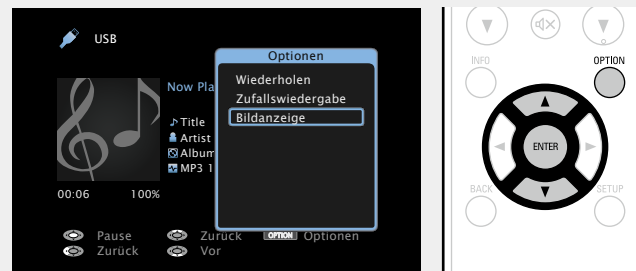 USB
Optionen
Now Pla
Wiederholen
Zufallswiedergabe
Bildanzeige
Title
Artist
Album
MP3 1
00:06 100%
Pause Zurück OPTION Optionen
Zurück Vor
INFO OPTION
ENTER
BACK SETUP